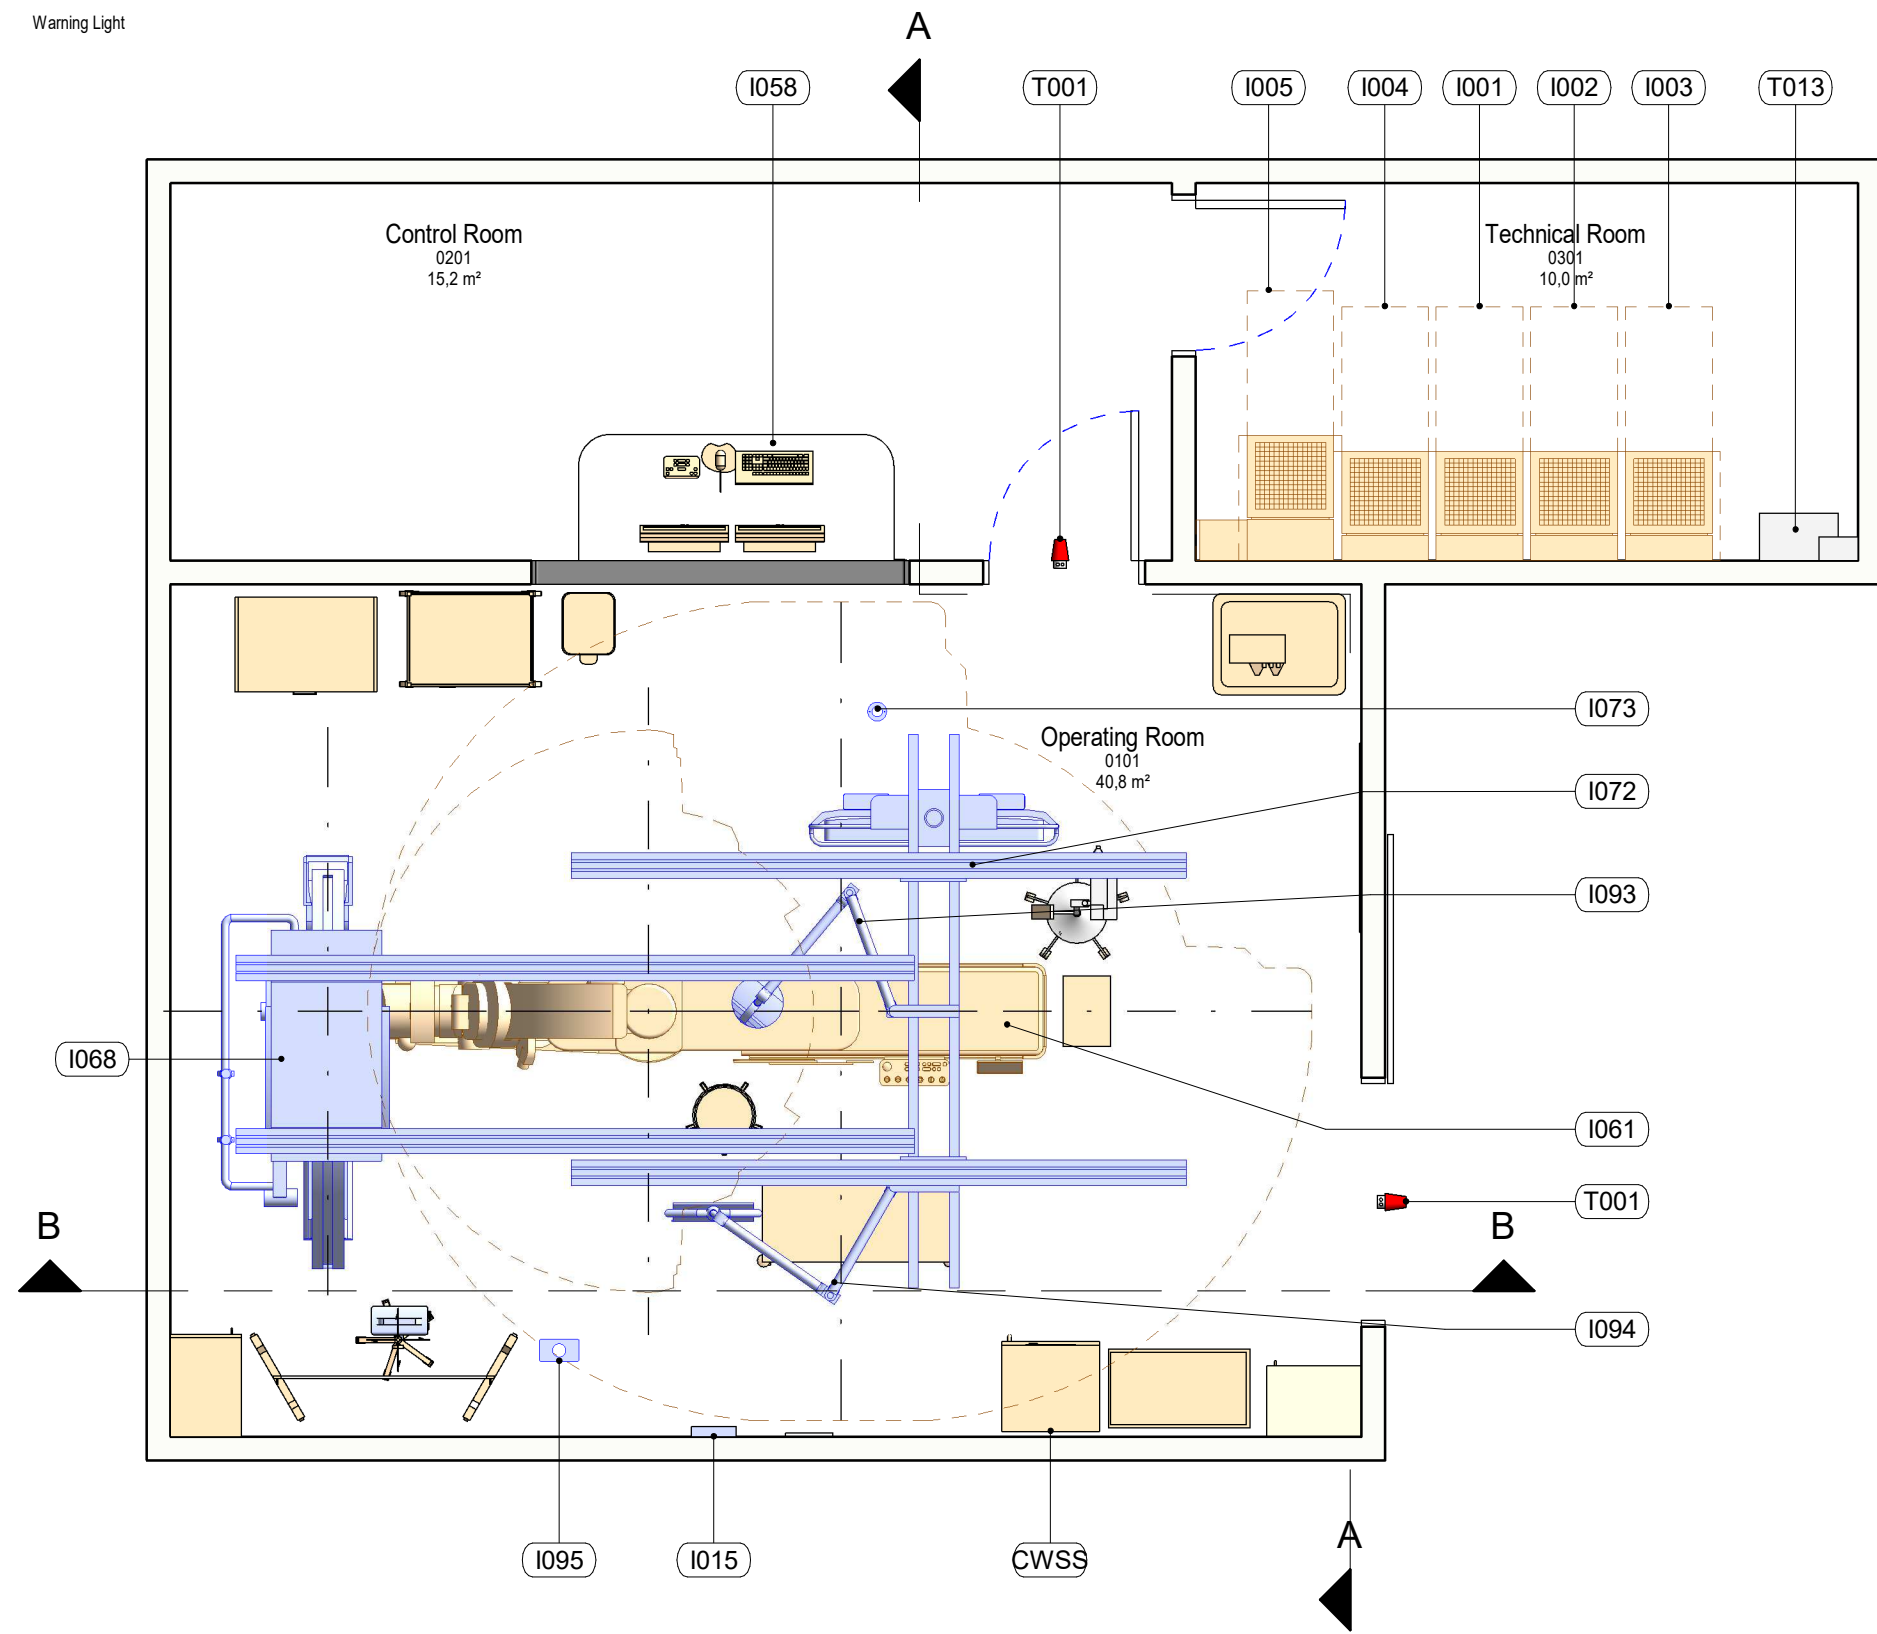 Warning Light
A
I058
T001
I005
I004
I001
I002
I003
T013
Control Room
0201
15,2 m²
Technical Room
0301
10,0 m²
I073
Operating Room
0101
40,8 m²
I072
I093
I068
I061
T001
B
B
I094
I095
I015
CWSS
A